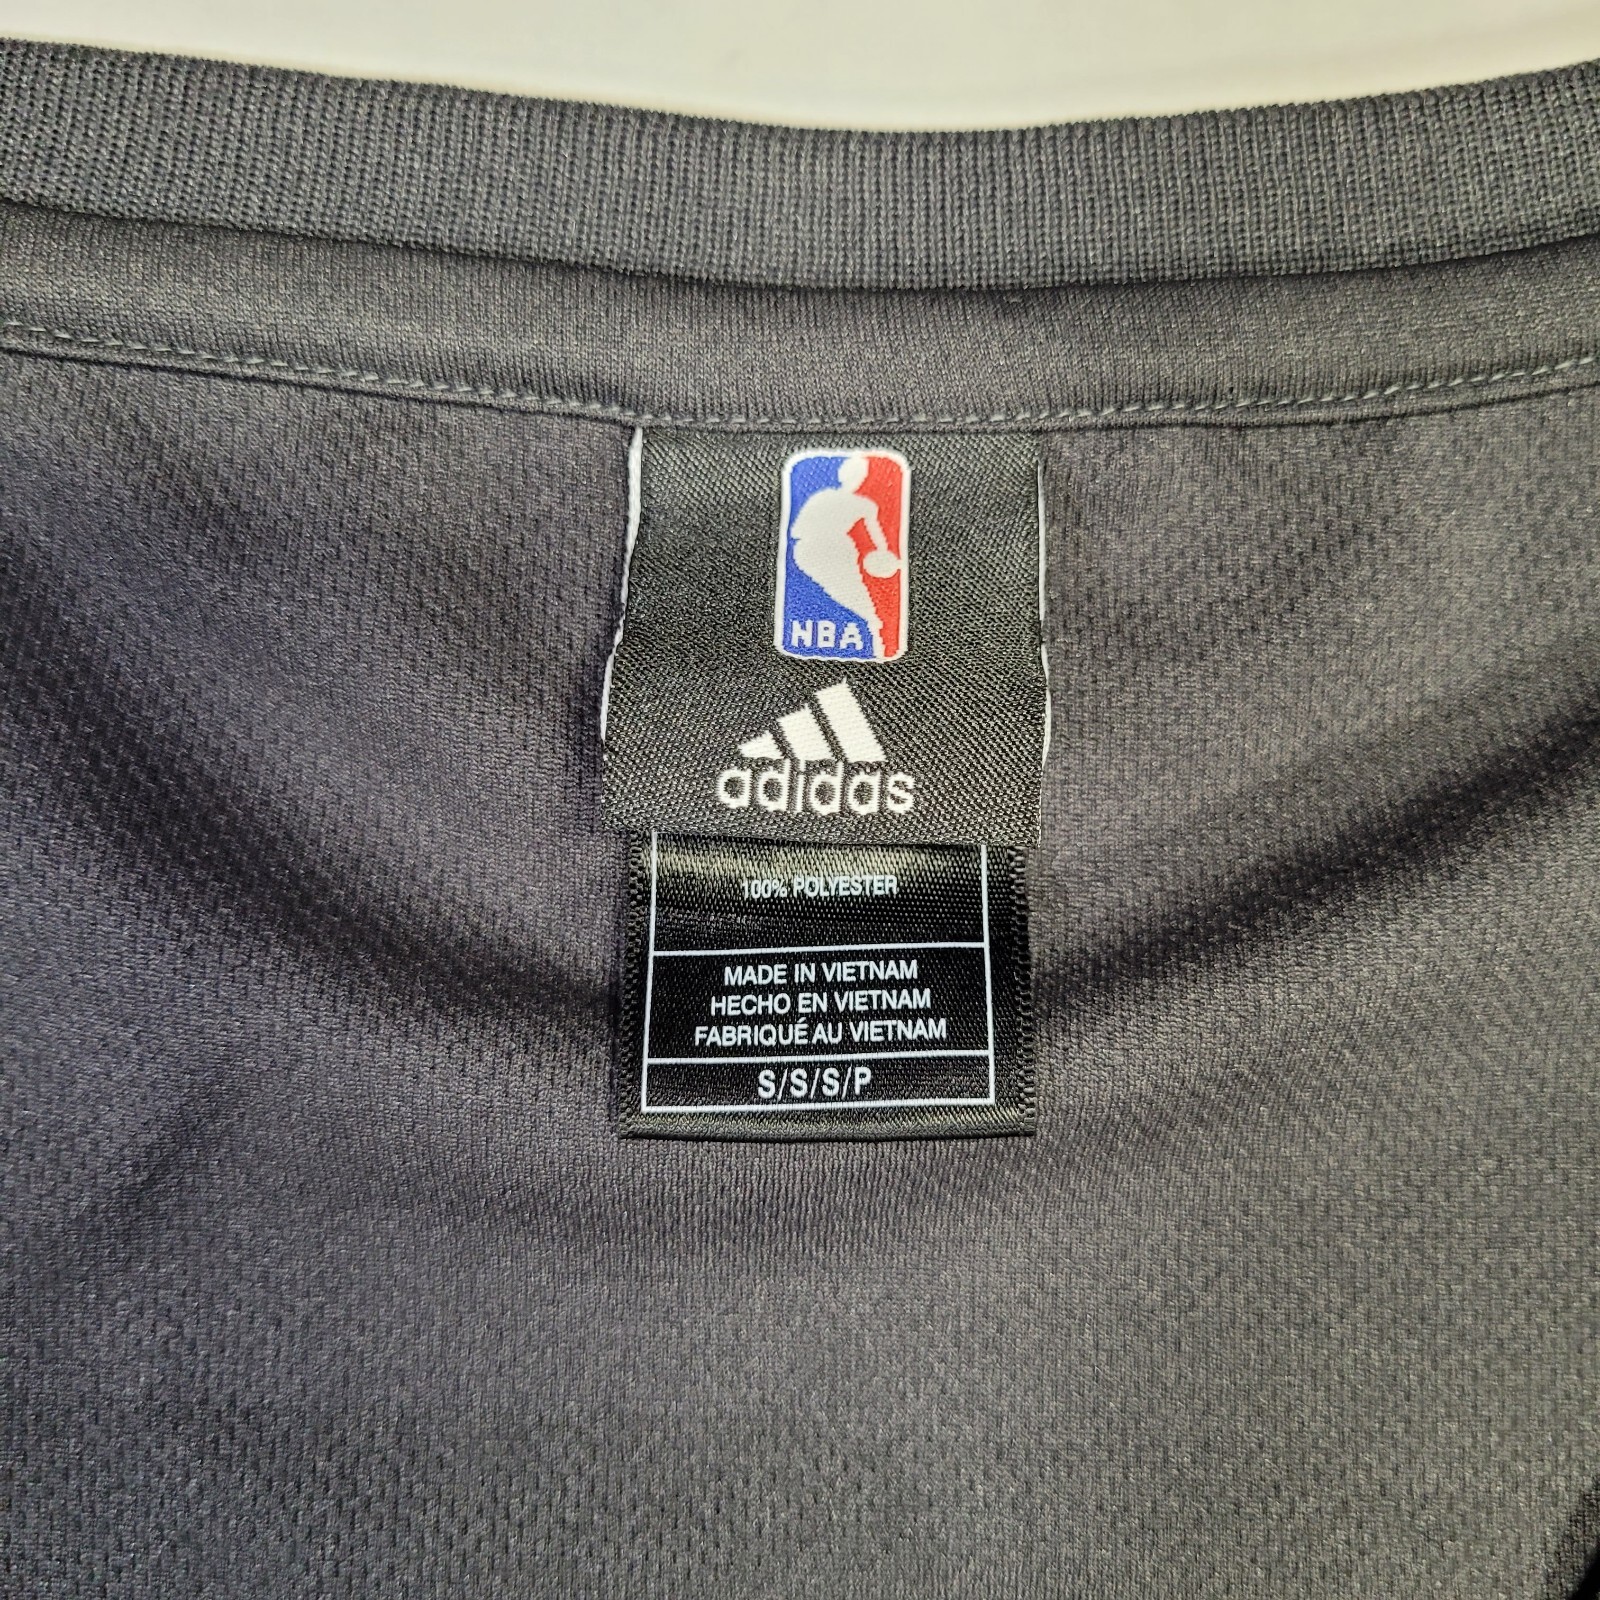 NBA
adidas
100% POLYESTER
MADE IN VIETNAM
HECHO EN VIETNAM
FABRIQUÉ AU VIETNAM
S/S/S/P